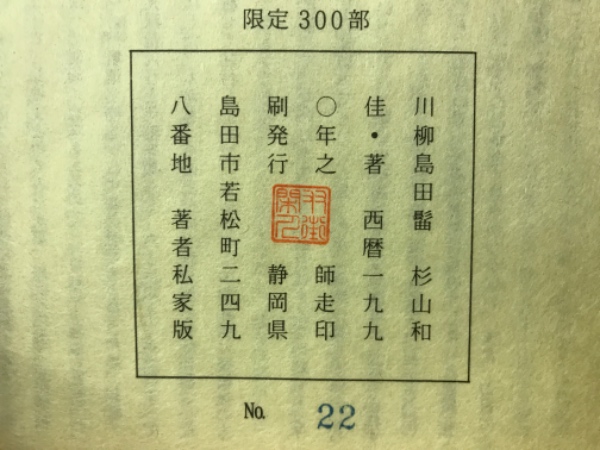 限定300部
川柳島田髷 杉山和
佳・著 西暦一九九
〇年之 師走印
刷発行 静岡県
島田市若松町二四九
八番地 著者私家版
No. 22